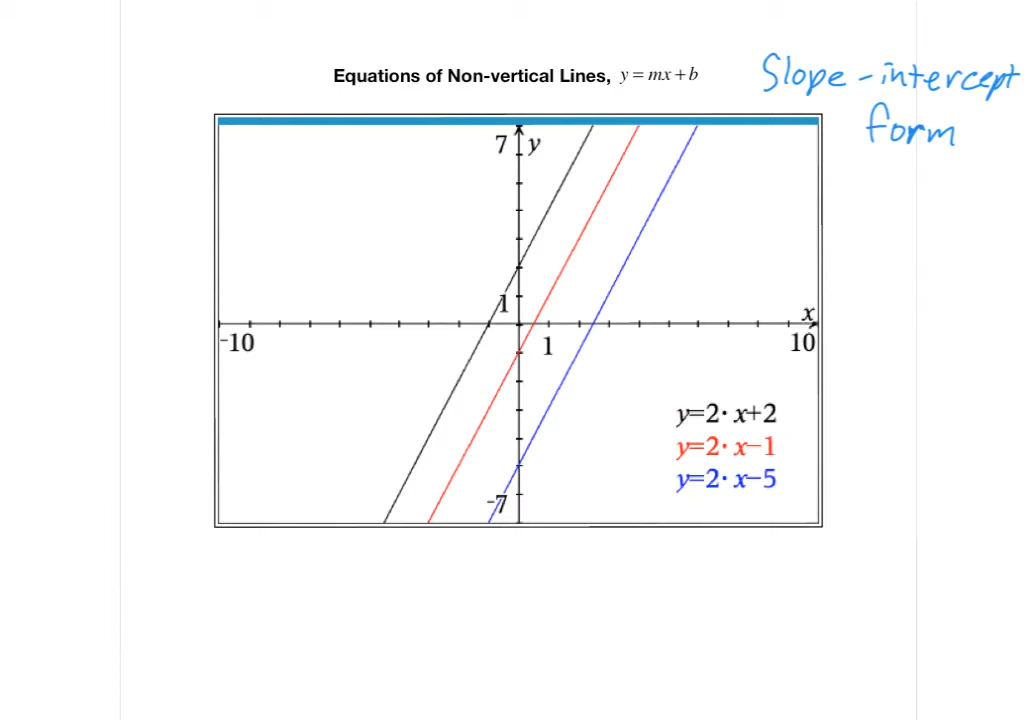 Equations of Non-vertical Lines, y = mx + b
Slope-intercept
form
7 y
1
x
-10 1 10
y=2· x+2
y=2· x-1
y=2· x-5
-7